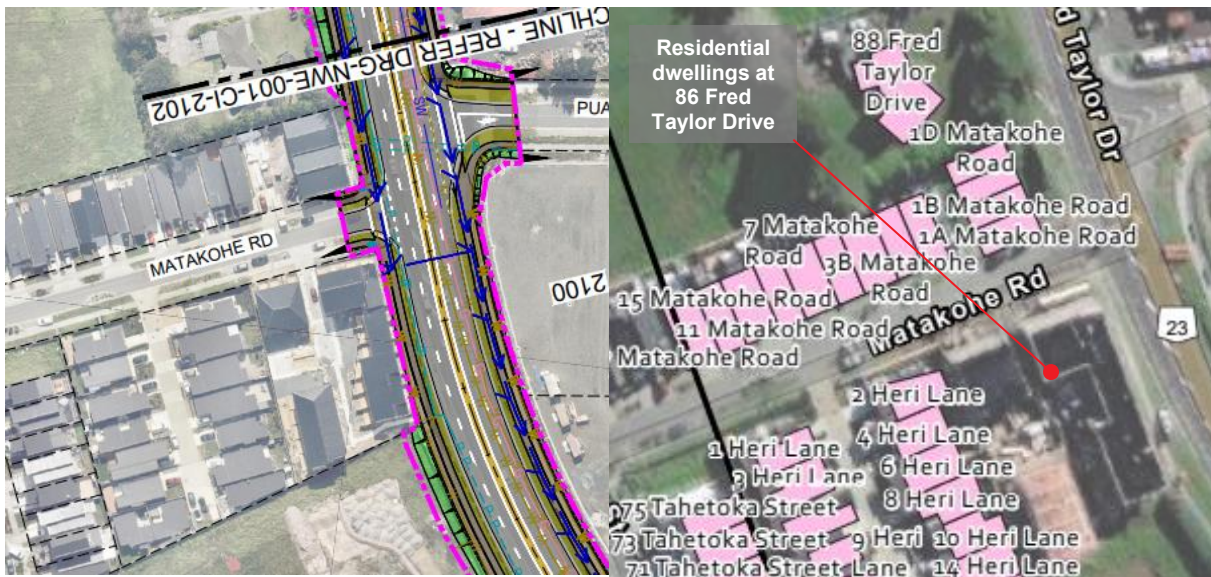 CHLINE - REFER DRG-NWE-001-CI-2102
MATAKOHE RD
PUA
SW
2100
Residential
dwellings at
86 Fred
Taylor Drive
88 Fred
Taylor
Drive
d Taylor Dr
1D Matakohe
Road
1B Matakohe Road
1A Matakohe Road
7 Matakohe
Road
3B Matakohe
Road
15 Matakohe Road
11 Matakohe Road
Matakohe Road
Matakohe Rd
23
2 Heri Lane
4 Heri Lane
6 Heri Lane
8 Heri Lane
10 Heri Lane
14 Heri Lane
1 Heri Lane
3 Heri Lane
75 Tahetoka Street
73 Tahetoka Street
71 Tahetoka Street
9 Heri
Lane